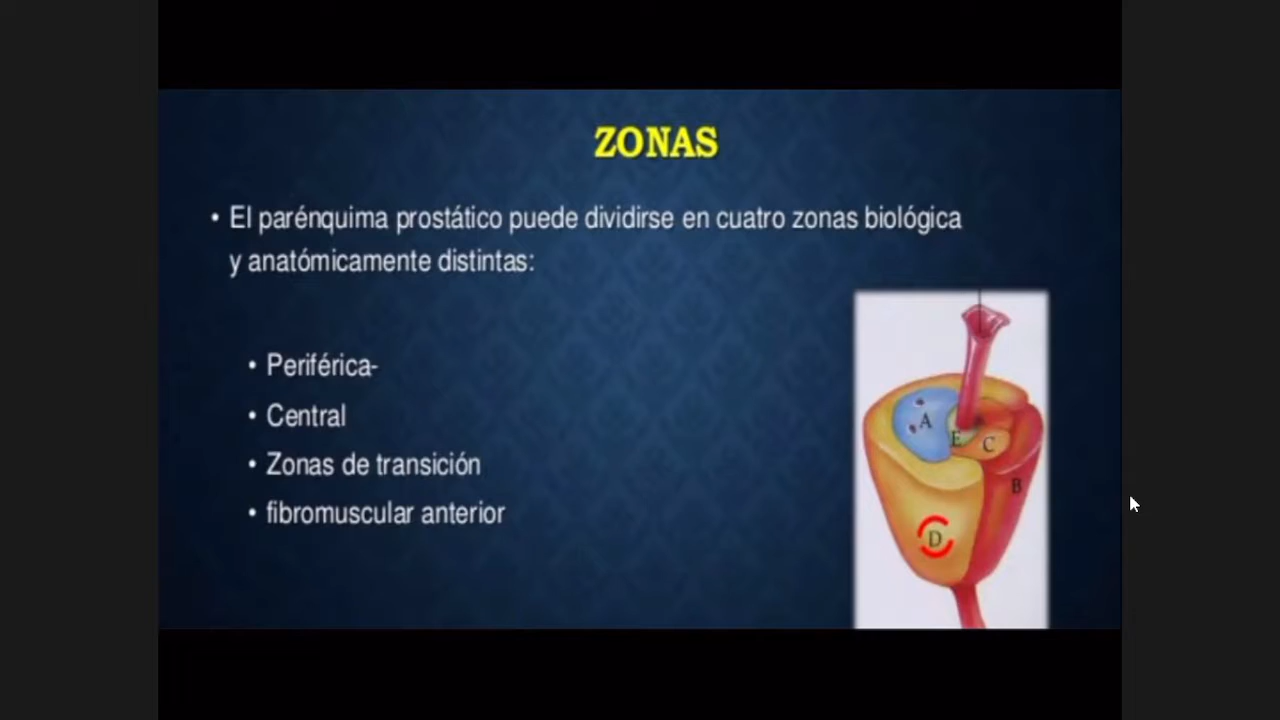 ZONAS
• El parénquima prostático puede dividirse en cuatro zonas biológica
y anatómicamente distintas:
• Periférica-
• Central
• Zonas de transición
• fibromuscular anterior
A
E
C
B
D